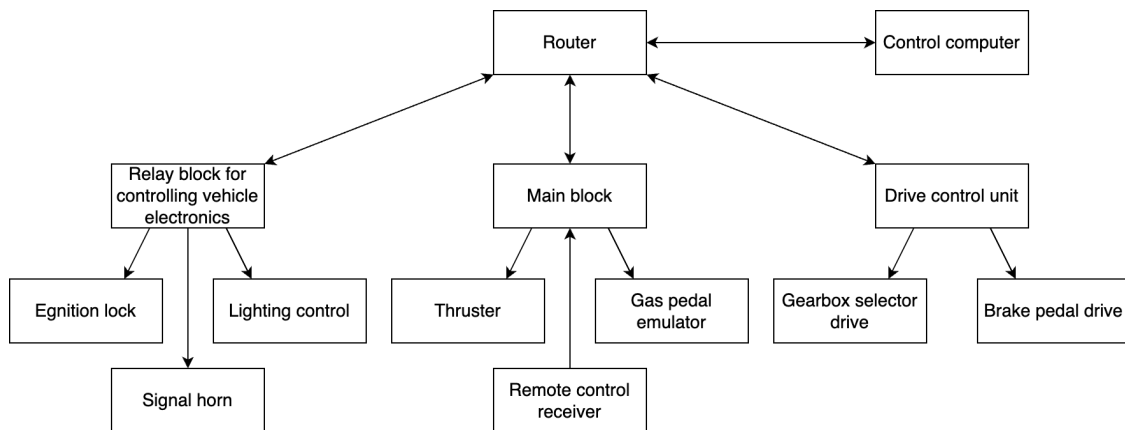 Router
Control computer
Relay block for
controlling vehicle
electronics
Main block
Drive control unit
Egnition lock
Lighting control
Thruster
Gas pedal
emulator
Gearbox selector
drive
Brake pedal drive
Signal horn
Remote control
receiver